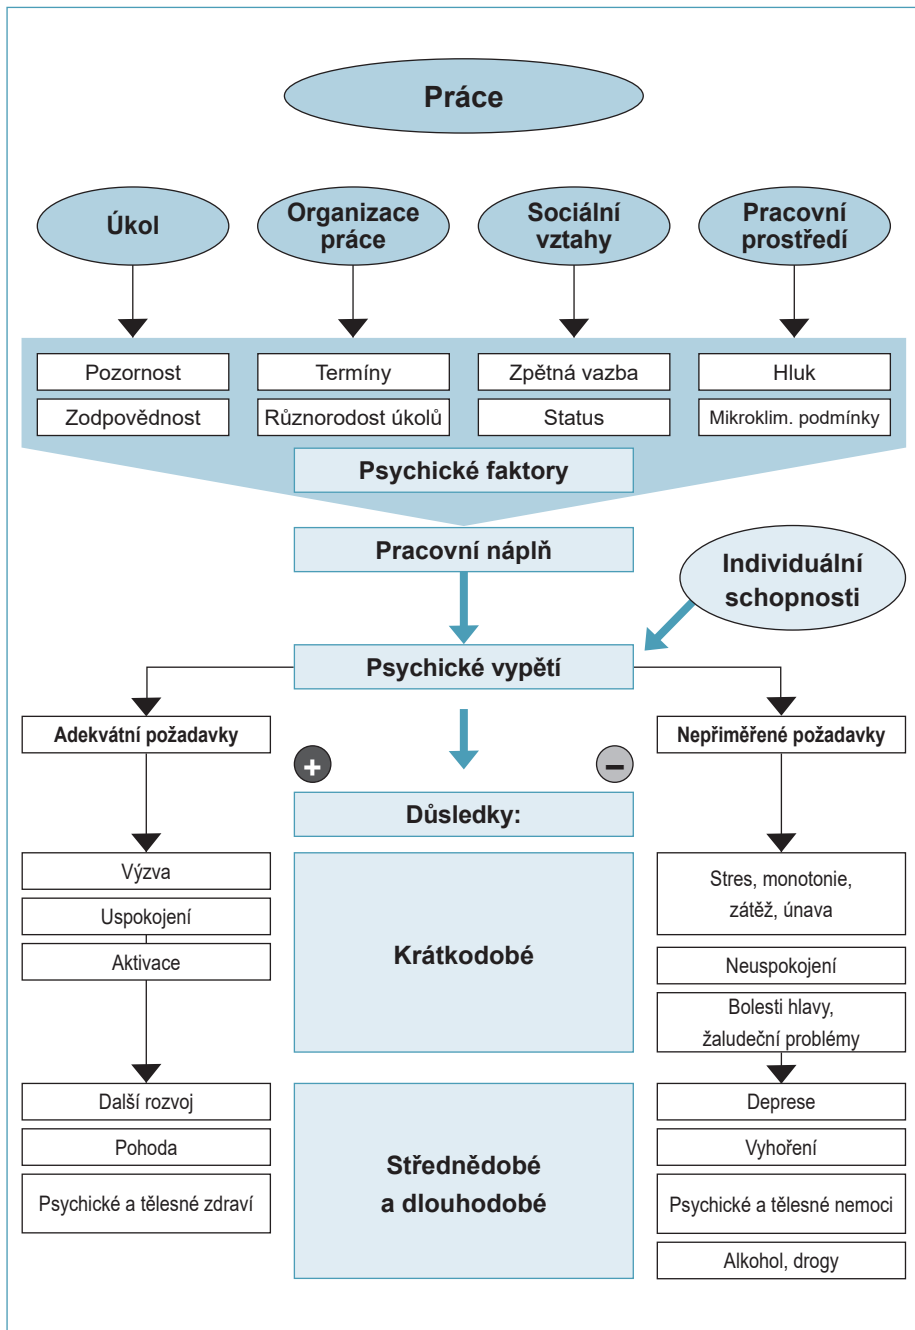 Práce
Úkol
Organizace
práce
Sociální
vztahy
Pracovní
prostředí
Pozornost
Termíny
Zpětná vazba
Hluk
Zodpovědnost
Různorodost úkolů
Status
Mikroklim. podmínky
Psychické faktory
Pracovní náplň
Individuální
schopnosti
Psychické vypětí
Adekvátní požadavky
Nepřiměřené požadavky
+
−
Důsledky:
Výzva
Uspokojení
Aktivace
Krátkodobé
Stres, monotonie,
zátěž, únava
Neuspokojení
Bolesti hlavy,
žaludeční problémy
Další rozvoj
Pohoda
Psychické a tělesné zdraví
Střednědobé
a dlouhodobé
Deprese
Vyhoření
Psychické a tělesné nemoci
Alkohol, drogy